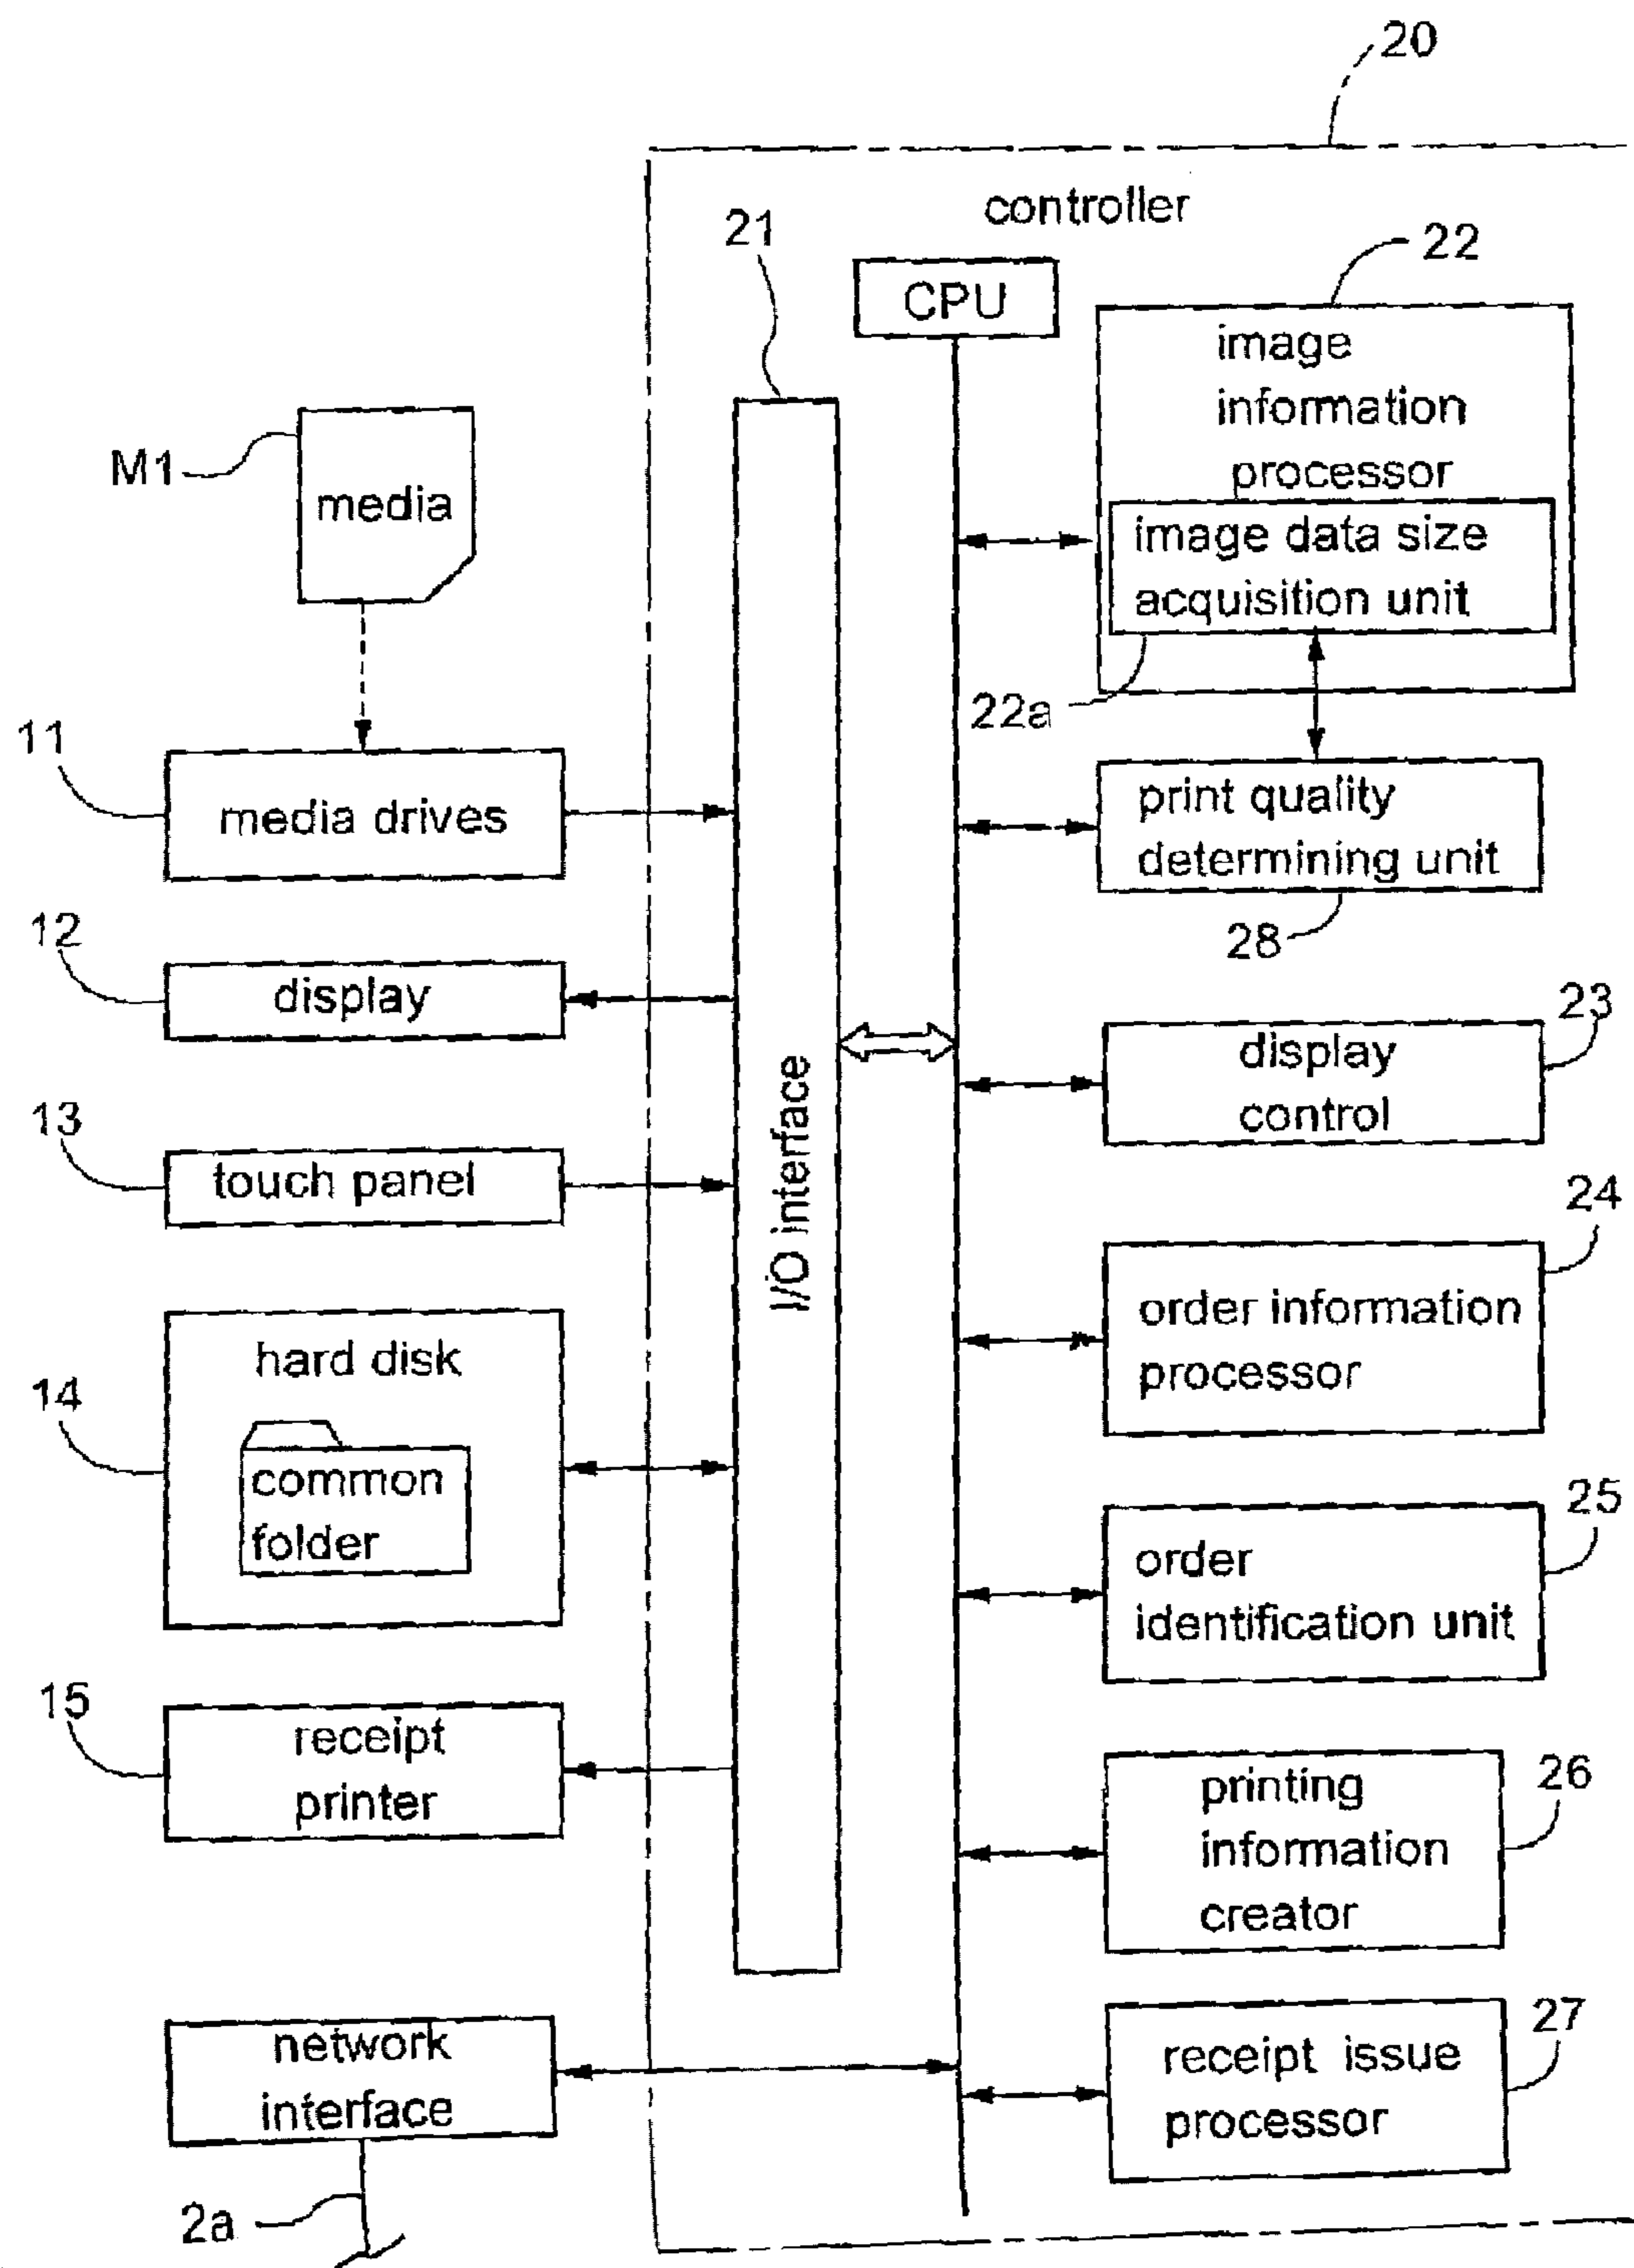 20
controller
21
CPU
22
image
information
processor
image data size
acquisition unit
22a
M1
media
11
media drives
print quality
determining unit
28
12
display
23
display
control
I/O interface
13
touch panel
24
order information
processor
14
hard disk
common
folder
25
order
identification unit
15
receipt
printer
26
printing
information
creator
network
interface
27
receipt issue
processor
2a